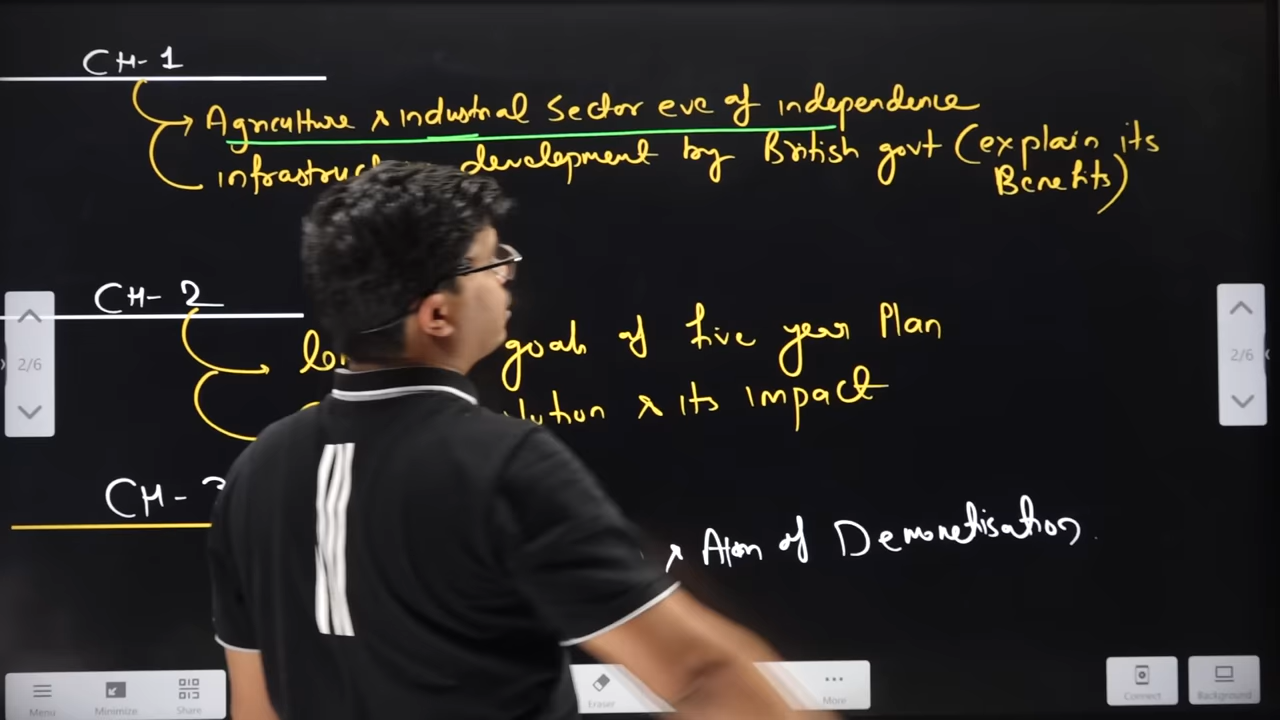 CH-1
Agriculture & industrial Sector eve of independence
development by British govt (explain its
Benefits)
CH-2
goals of five year Plan
& its impact
CH-3
2/6
2/6
& of Demonetisation
Menu
Minimize
Share
Eraser
More
Connect
Background